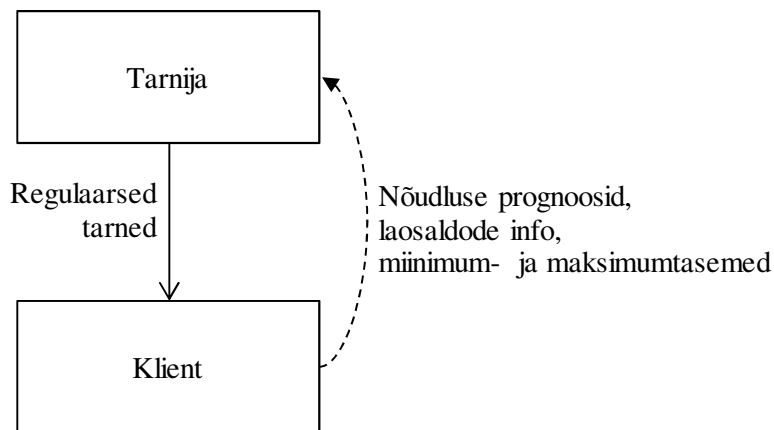 Tarnija
Regulaarsed
tarned
Nõudluse prognoosid,
laosaldode info,
miinimum- ja maksimumtasemed
Klient